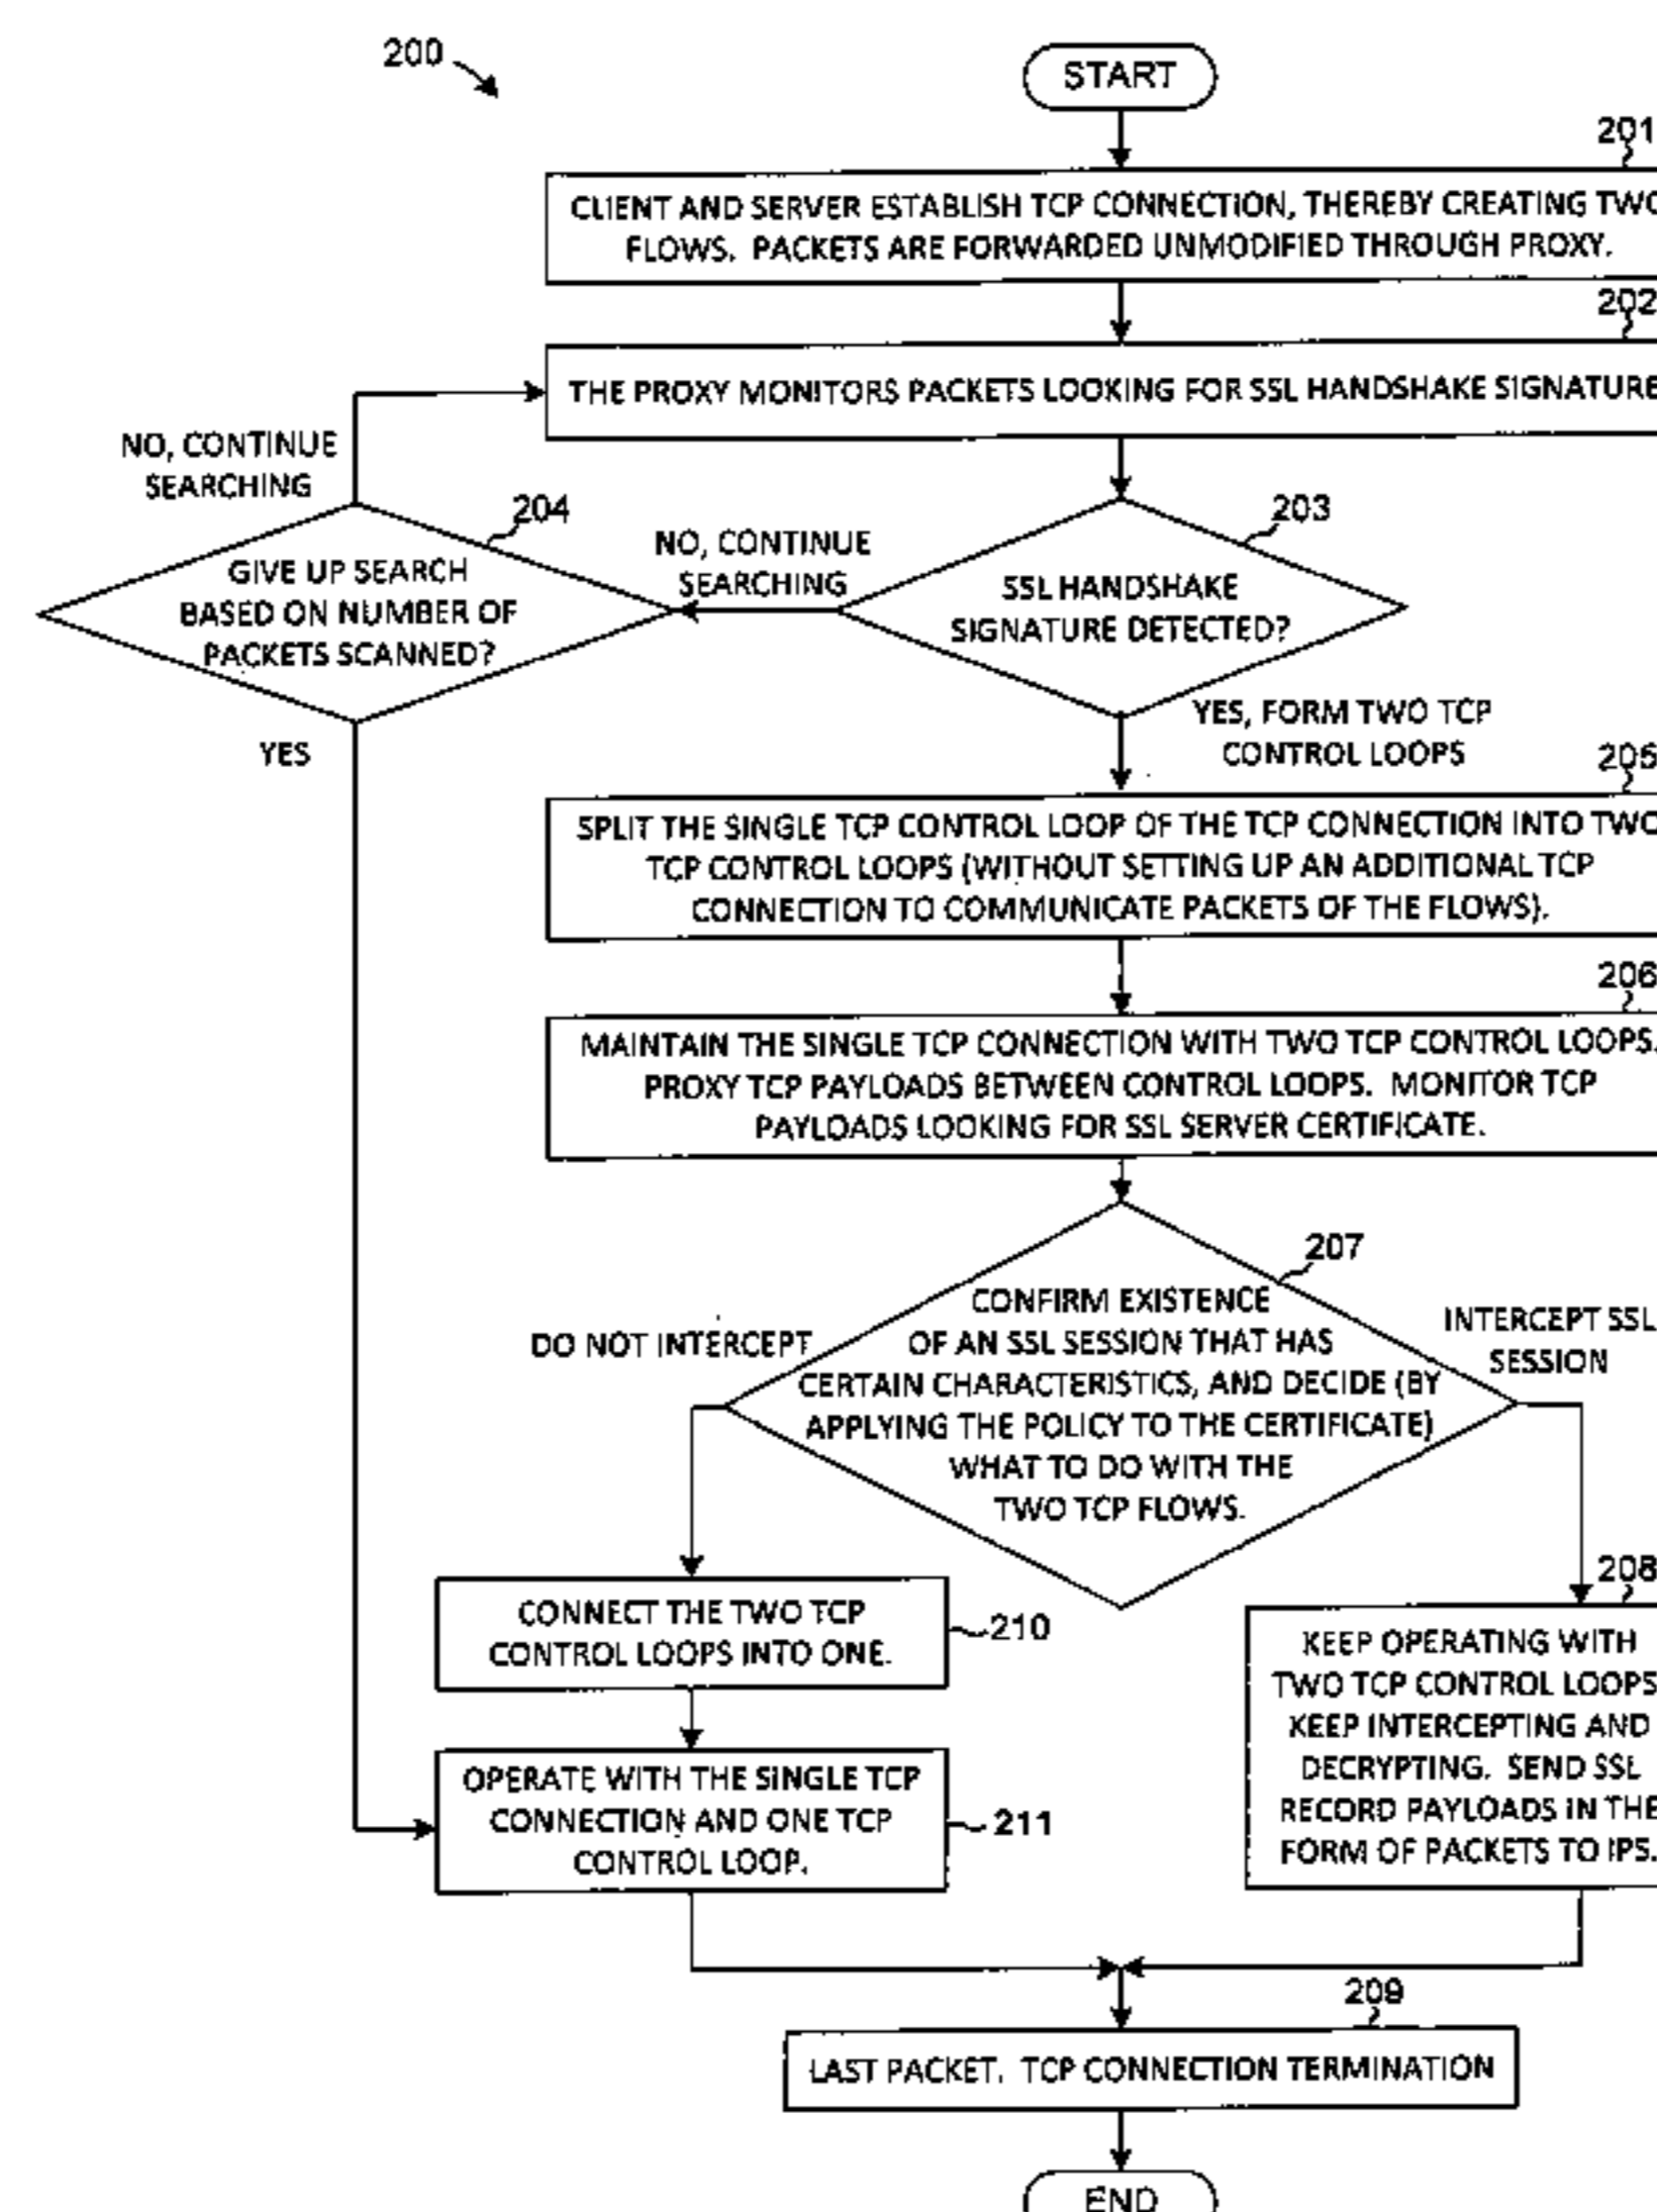 200
START
201
CLIENT AND SERVER ESTABLISH TCP CONNECTION, THEREBY CREATING TWO
FLOWS. PACKETS ARE FORWARDED UNMODIFIED THROUGH PROXY.
202
THE PROXY MONITORS PACKETS LOOKING FOR SSL HANDSHAKE SIGNATURE
NO, CONTINUE
SEARCHING
204
GIVE UP SEARCH
BASED ON NUMBER OF
PACKETS SCANNED?
NO, CONTINUE
SEARCHING
203
SSL HANDSHAKE
SIGNATURE DETECTED?
YES
YES, FORM TWO TCP
CONTROL LOOPS
205
SPLIT THE SINGLE TCP CONTROL LOOP OF THE TCP CONNECTION INTO TWO
TCP CONTROL LOOPS (WITHOUT SETTING UP AN ADDITIONAL TCP
CONNECTION TO COMMUNICATE PACKETS OF THE FLOWS).
206
MAINTAIN THE SINGLE TCP CONNECTION WITH TWO TCP CONTROL LOOPS.
PROXY TCP PAYLOADS BETWEEN CONTROL LOOPS. MONITOR TCP
PAYLOADS LOOKING FOR SSL SERVER CERTIFICATE.
207
CONFIRM EXISTENCE
OF AN SSL SESSION THAT HAS
CERTAIN CHARACTERISTICS, AND DECIDE (BY
APPLYING THE POLICY TO THE CERTIFICATE)
WHAT TO DO WITH THE
TWO TCP FLOWS.
DO NOT INTERCEPT
INTERCEPT SSL
SESSION
CONNECT THE TWO TCP
CONTROL LOOPS INTO ONE.
210
OPERATE WITH THE SINGLE TCP
CONNECTION AND ONE TCP
CONTROL LOOP.
211
208
KEEP OPERATING WITH
TWO TCP CONTROL LOOPS
KEEP INTERCEPTING AND
DECRYPTING. SEND SSL
RECORD PAYLOADS IN THE
FORM OF PACKETS TO IPS.
209
LAST PACKET. TCP CONNECTION TERMINATION
END